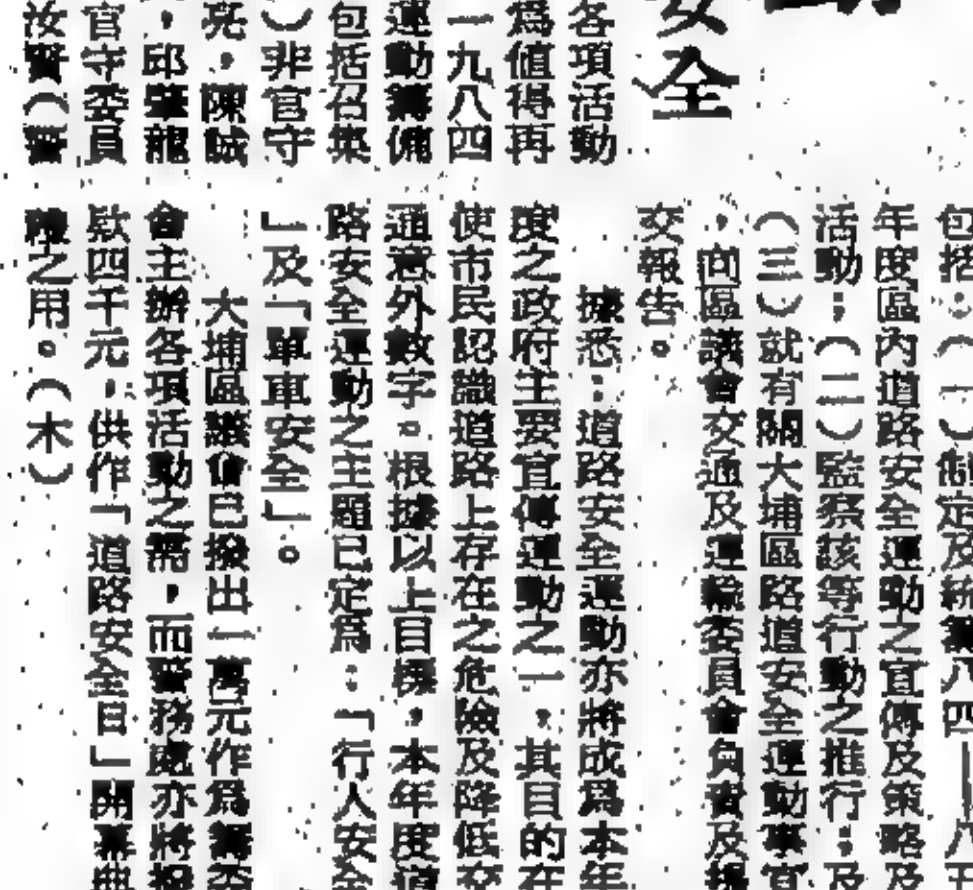 安全
各項活動
爲値得再
一九八四
運動籌備
包括召集
）非官守
亮，陳誠
，邱肇龍
官守委員
汝賢（警
包括：（一）制定及統籌八四—八五
年度區內道路安全運動之宣傳及策略及
活動；（二）監察該等行動之推行；及
（三）就有關大埔區路道安全運動事宜
，向區議會交通及運輸委員會負責及提
交報告。
據悉：道路安全運動亦將成爲本年
度之政府主要宣傳運動之一，其目的在
使市民認識道路上存在之危險及降低交
通意外數字。根據以上目標，本年度道
路安全運動之主題已定爲：「行人安全
」及「單車安全」。
大埔區議會已撥出一萬元作爲籌委
會主辦各項活動之需，而警務處亦將撥
款四千元，供作「道路安全日」開幕典
禮之用。（木）